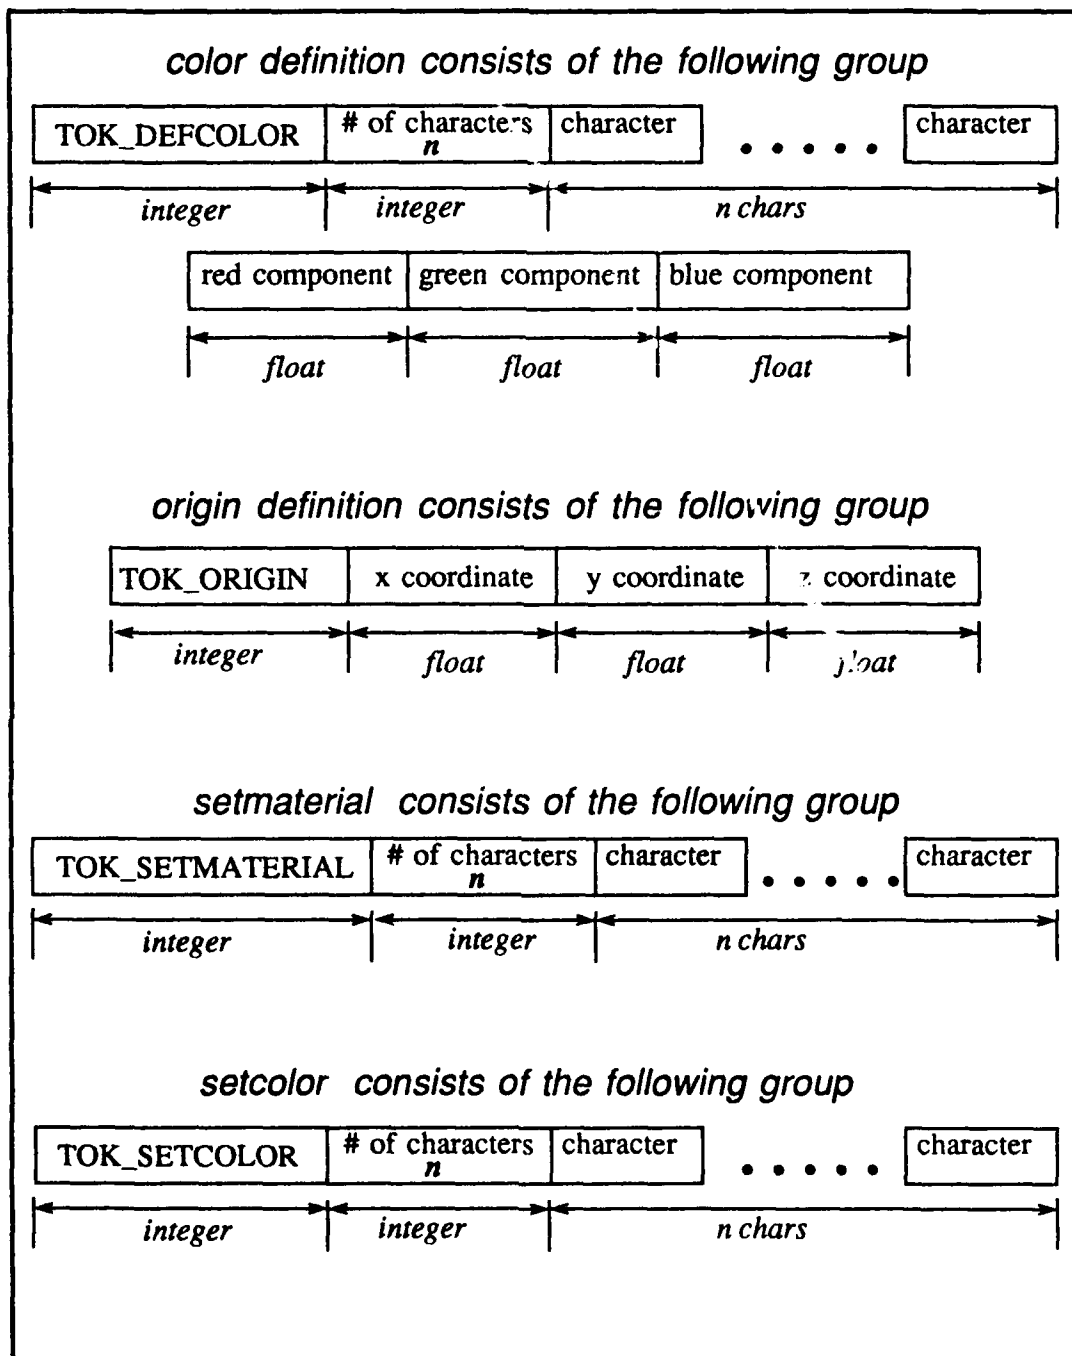 color definition consists of the following group
TOK_DEFCOLOR # of characters n character • • • • • character
integer integer n chars
red component green component blue component
float float float
origin definition consists of the following group
TOK_ORIGIN x coordinate y coordinate z coordinate
integer float float float
setmaterial consists of the following group
TOK_SETMATERIAL # of characters n character • • • • • character
integer integer n chars
setcolor consists of the following group
TOK_SETCOLOR # of characters n character • • • • • character
integer integer n chars